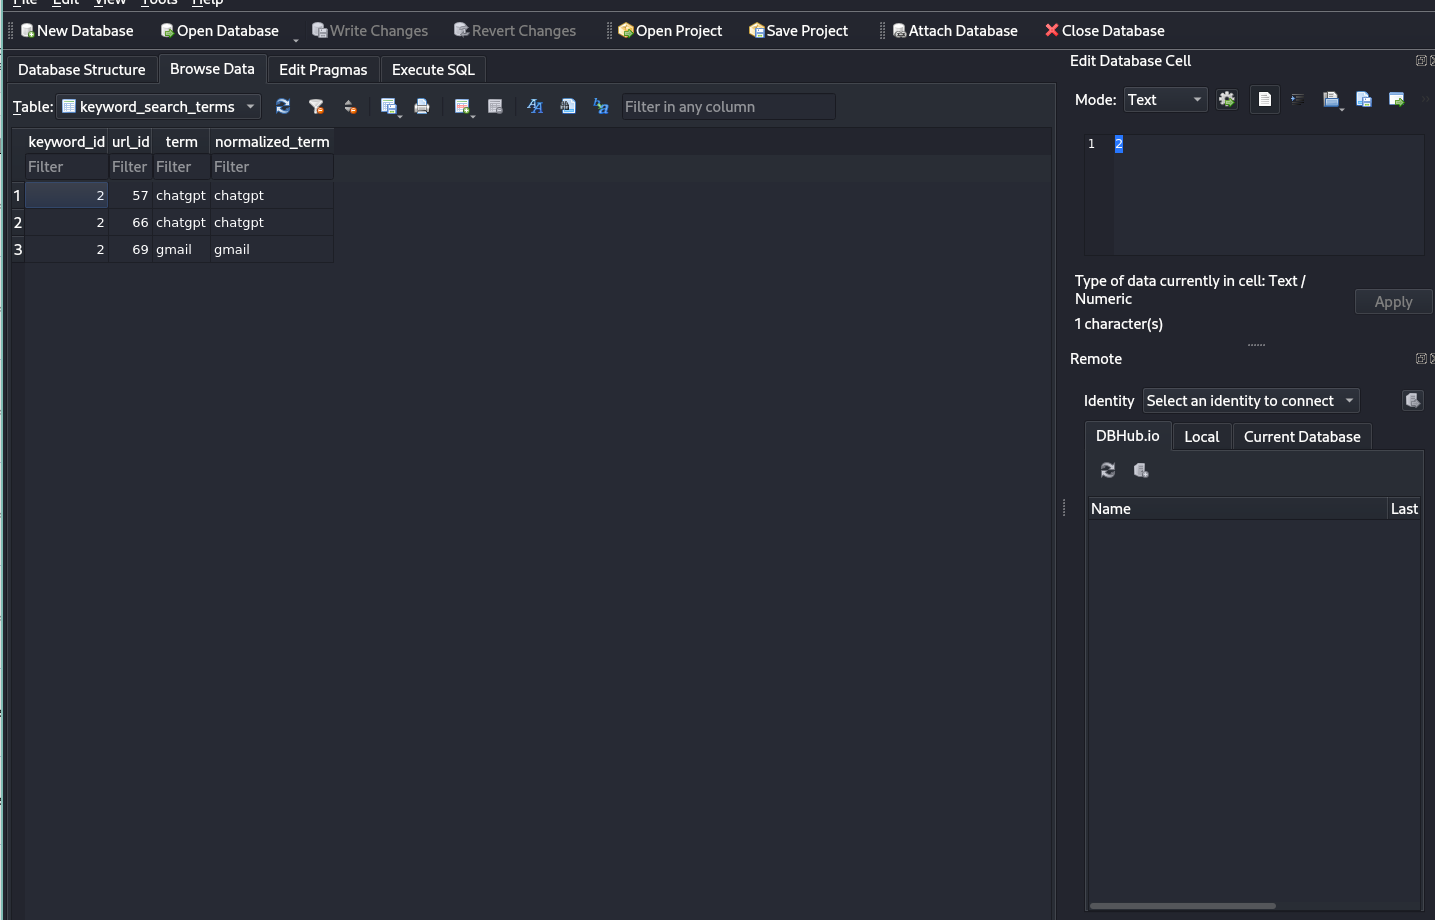 File Edit View Tools Help
New Database Open Database Write Changes Revert Changes Open Project Save Project Attach Database Close Database
Database Structure Browse Data Edit Pragmas Execute SQL
Table: keyword_search_terms Filter in any column
keyword_id url_id term normalized_term
Filter Filter Filter Filter
1 2 57 chatgpt chatgpt
2 2 66 chatgpt chatgpt
3 2 69 gmail gmail
Edit Database Cell
Mode: Text
1 2
Type of data currently in cell: Text /
Numeric
Apply
1 character(s)
Remote
Identity Select an identity to connect
DBHub.io Local Current Database
Name Last